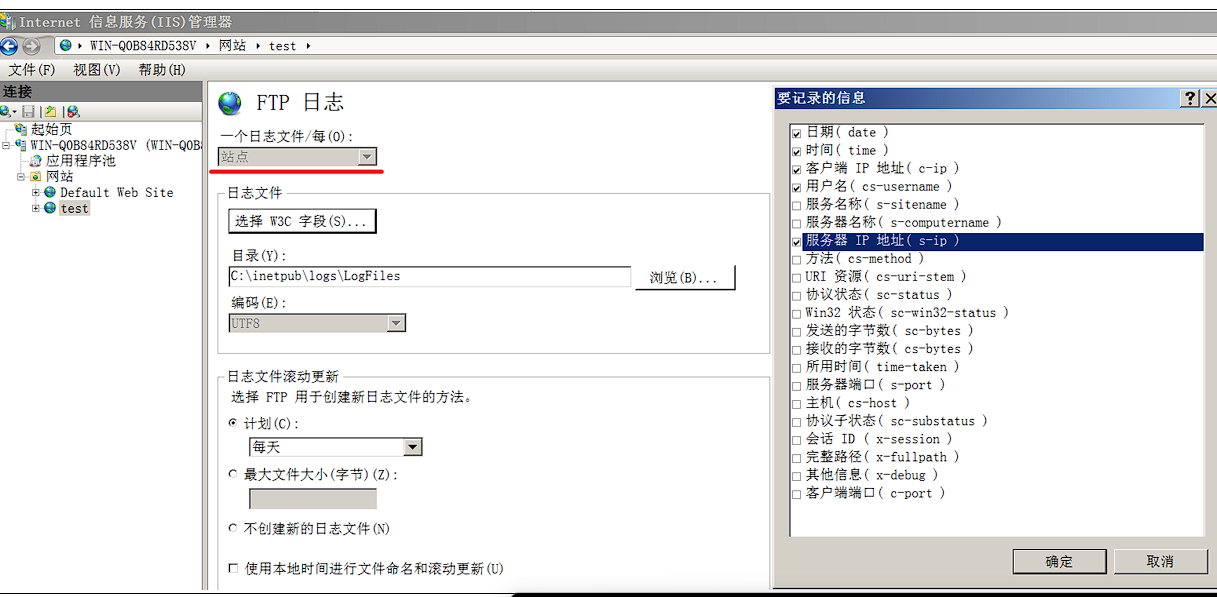 Internet 信息服务(IIS)管理器
WIN-Q0B84RD538V 网站 test
文件(F) 视图(V) 帮助(H)
连接
起始页
WIN-Q0B84RD538V (WIN-Q0B8
应用程序池
网站
Default Web Site
test
FTP 日志
一个日志文件/每(O):
站点
日志文件
选择 W3C 字段(S)...
目录(Y):
C:\inetpub\logs\LogFiles
浏览(B)...
编码(E):
UTF8
日志文件滚动更新
选择 FTP 用于创建新日志文件的方法。
计划(C):
每天
最大文件大小(字节)(Z):
不创建新的日志文件(N)
使用本地时间进行文件命名和滚动更新(U)
要记录的信息
日期( date )
时间( time )
客户端 IP 地址( c-ip )
用户名( cs-username )
服务名称( s-sitename )
服务器名称( s-computername )
服务器 IP 地址( s-ip )
方法( cs-method )
URI 资源( cs-uri-stem )
协议状态( sc-status )
Win32 状态( sc-win32-status )
发送的字节数( sc-bytes )
接收的字节数( cs-bytes )
所用时间( time-taken )
服务器端口( s-port )
主机( cs-host )
协议子状态( sc-substatus )
会话 ID ( x-session )
完整路径( x-fullpath )
其他信息( x-debug )
客户端端口( c-port )
确定
取消